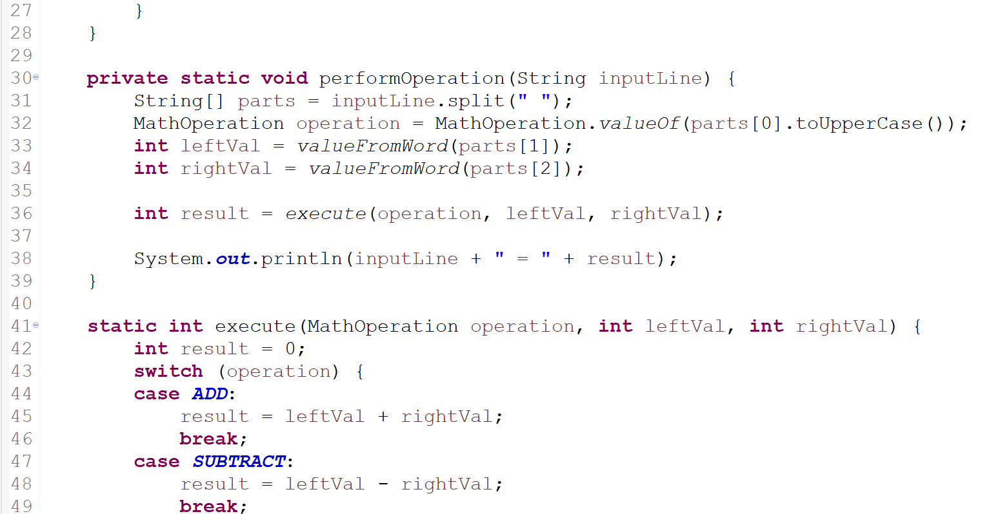 27 }
28 }
29
30 private static void performOperation(String inputLine) {
31 String[] parts = inputLine.split(" ");
32 MathOperation operation = MathOperation.valueOf(parts[0].toUpperCase());
33 int leftVal = valueFromWord(parts[1]);
34 int rightVal = valueFromWord(parts[2]);
35
36 int result = execute(operation, leftVal, rightVal);
37
38 System.out.println(inputLine + " = " + result);
39 }
40
41 static int execute(MathOperation operation, int leftVal, int rightVal) {
42 int result = 0;
43 switch (operation) {
44 case ADD:
45 result = leftVal + rightVal;
46 break;
47 case SUBTRACT:
48 result = leftVal - rightVal;
49 break;